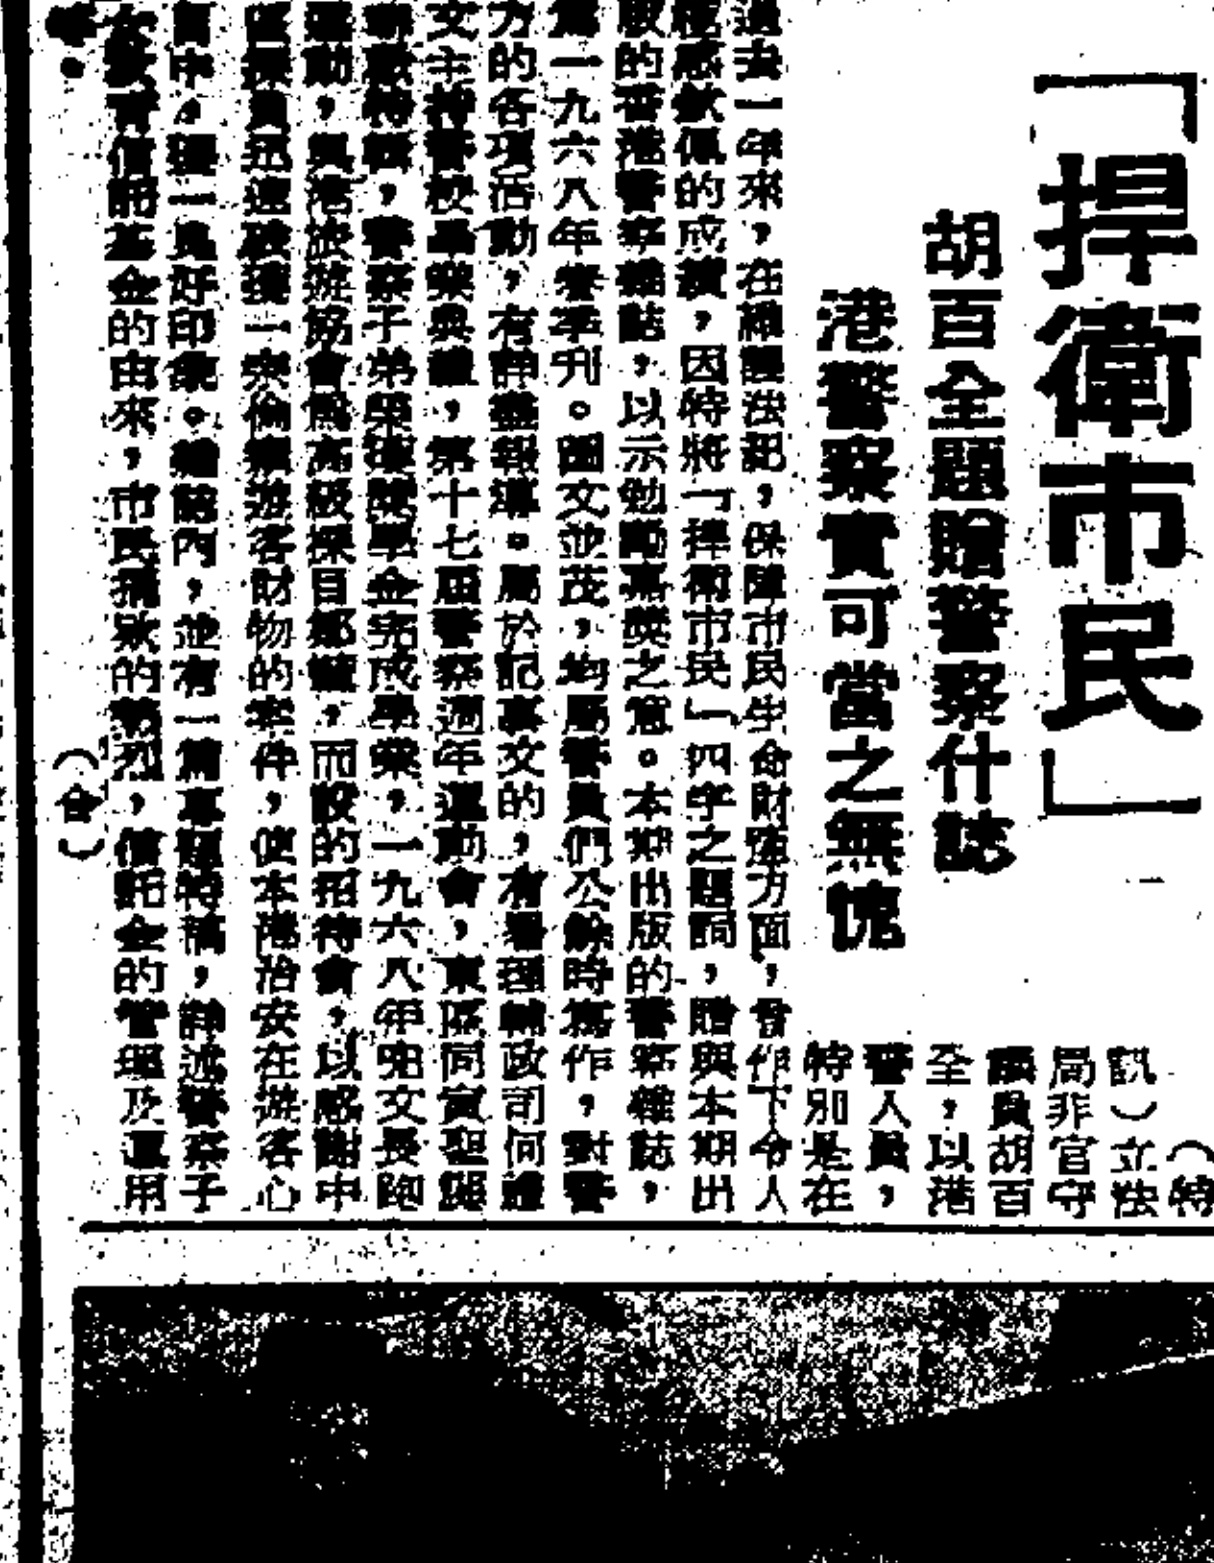 「捍衛市民」
胡百全題贈警察什誌
港警察實可當之無愧
（特
訊）立法
局非官守
議員胡百
全，以港
警人員，
特別是在
過去一年來，在維護法紀，保障市民生命財產方面，曾作下令人
極感欽佩的成績，因特將「捍衛市民」四字之題詞，贈與本期出
版的香港警察雜誌，以示勉勵嘉獎之意。本期出版的警察雜誌，
為一九六八年春季刊。圖文並茂，均屬警員們公餘時寫作，對警
方的各項活動，有詳盡報導。屬於記事文的，有署理輔政司何禮
文主持警校畢業典禮，第十七屆警察週年運動會，東區同寅聖誕
聯歡特輯，警察子弟榮獲獎學金完成學業，一九六八年兜文長跑
運動，與港旅遊協會為高級探目鄔 ，而設的招待會，以感謝中
區探員迅速破獲一宗偷竊遊客財物的案件，使本港治安在遊客心
目中，獲一良好印象。雜誌內，並有一篇專題特稿，詳述警察子
女教育信託基金的由來，市民捐款的熱烈，信託金的管理及運用
等。
（合）